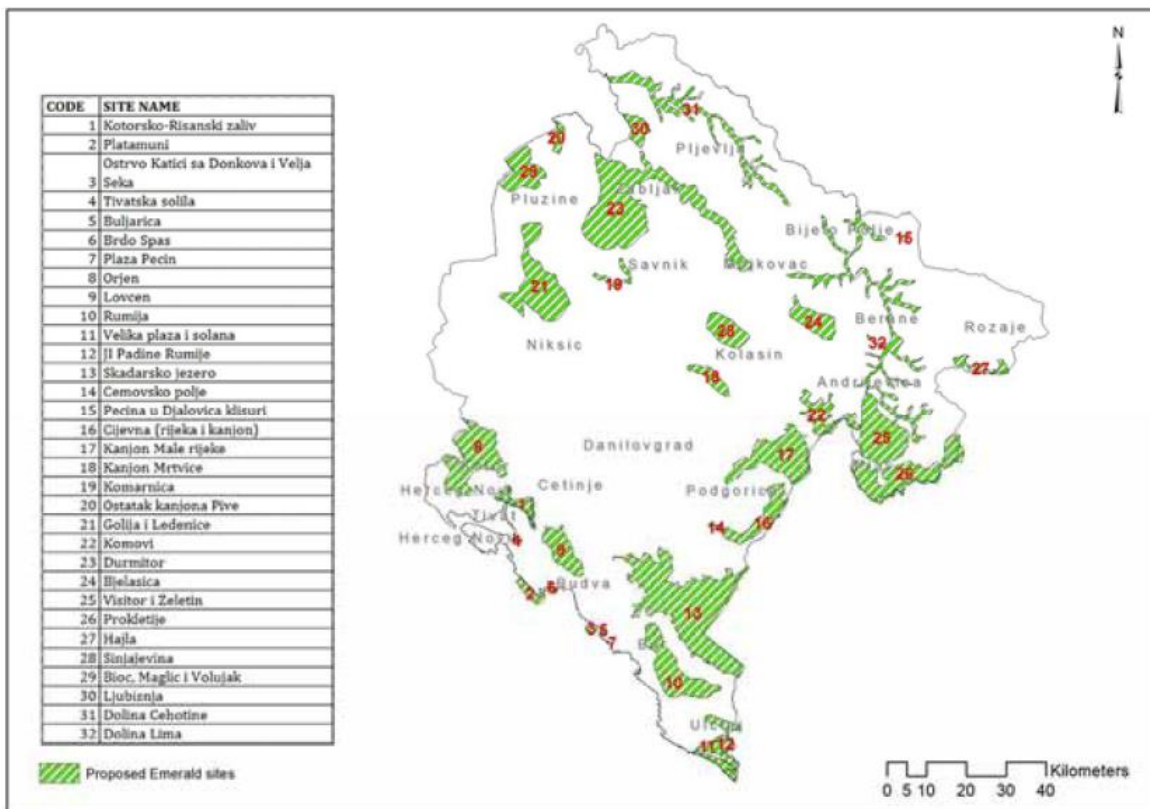 CODE SITE NAME
1 Kotorsko-Risanski zaliv
2 Platamuni
Ostrvo Katici sa Donkova i Velja
3 Seka
4 Tivatska solila
5 Buljarica
6 Brdo Spas
7 Plaza Pecin
8 Orjen
9 Lovcen
10 Rumija
11 Velika plaza i solana
12 JI Padine Rumije
13 Skadarsko jezero
14 Cemovsko polje
15 Pecina u Djalovica klisuri
16 Cijevna (rijeka i kanjon)
17 Kanjon Male rijeke
18 Kanjon Mrtvice
19 Komarnica
20 Ostatak kanjona Pive
21 Golija i Ledenice
22 Komovi
23 Durmitor
24 Bjelasica
25 Visitor i Zeletin
26 Prokletije
27 Hajla
28 Sinjajevina
29 Bioc, Maglic i Volujak
30 Ljubisnja
31 Dolina Cehotine
32 Dolina Lima
Proposed Emerald sites
N
31
30
20
Pljevlja
29
Pluzine
23
Bijelo Polje
15
Savnik
19
21
28
24
Berane
Rozaje
Niksic
Kolasin
32
27
18
22
25
Danilovgrad
17
26
8
Cetinje
Podgorica
Tivat
14
16
4
Herceg Novi
9
Budva
2
13
5
7
10
11
12
Kilometers
0 5 10 20 30 40